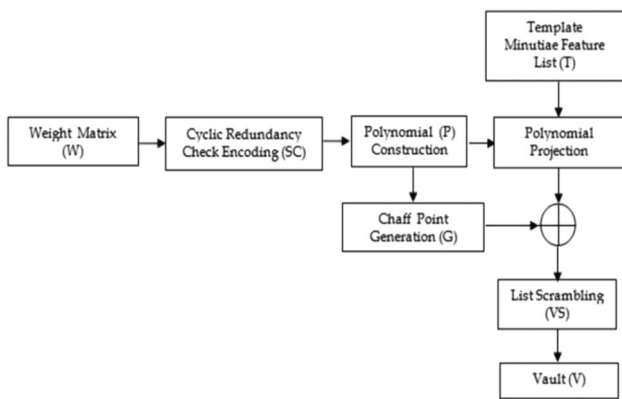 Template
Minutiae Feature
List (T)
Weight Matrix
(W)
Cyclic Redundancy
Check Encoding (SC)
Polynomial (P)
Construction
Polynomial
Projection
Chaff Point
Generation (G)
List Scrambling
(VS)
Vault (V)